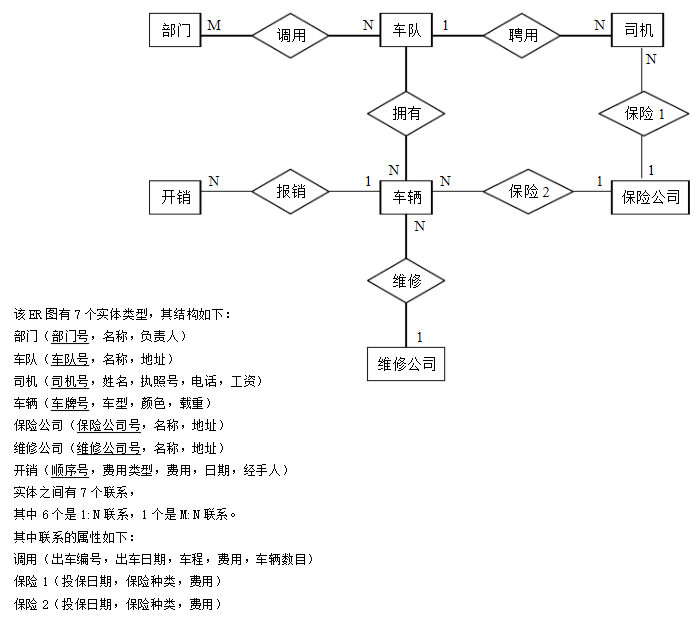 部门 M 调用 N 车队 1 聘用 N 司机
N
拥有 保险 1
N 1
开销 N 报销 1 车辆 N 保险 2 1 保险公司
N
维修
1
维修公司
该ER图有7个实体类型，其结构如下：
部门（部门号，名称，负责人）
车队（车队号，名称，地址）
司机（司机号，姓名，执照号，电话，工资）
车辆（车牌号，车型，颜色，载重）
保险公司（保险公司号，名称，地址）
维修公司（维修公司号，名称，地址）
开销（顺序号，费用类型，费用，日期，经手人）
实体之间有7个联系，
其中6个是1:N联系，1个是M:N联系。
其中联系的属性如下：
调用（出车编号，出车日期，车程，费用，车辆数目）
保险1（投保日期，保险种类，费用）
保险2（投保日期，保险种类，费用）